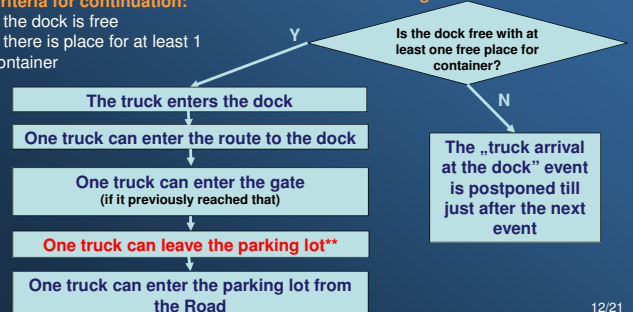 criteria for continuation:
the dock is free
there is place for at least 1
container
Y
Is the dock free with at
least one free place for
container?
N
The truck enters the dock
One truck can enter the route to the dock
One truck can enter the gate
(if it previously reached that)
One truck can leave the parking lot**
One truck can enter the parking lot from
the Road
The „truck arrival
at the dock” event
is postponed till
just after the next
event
12/21